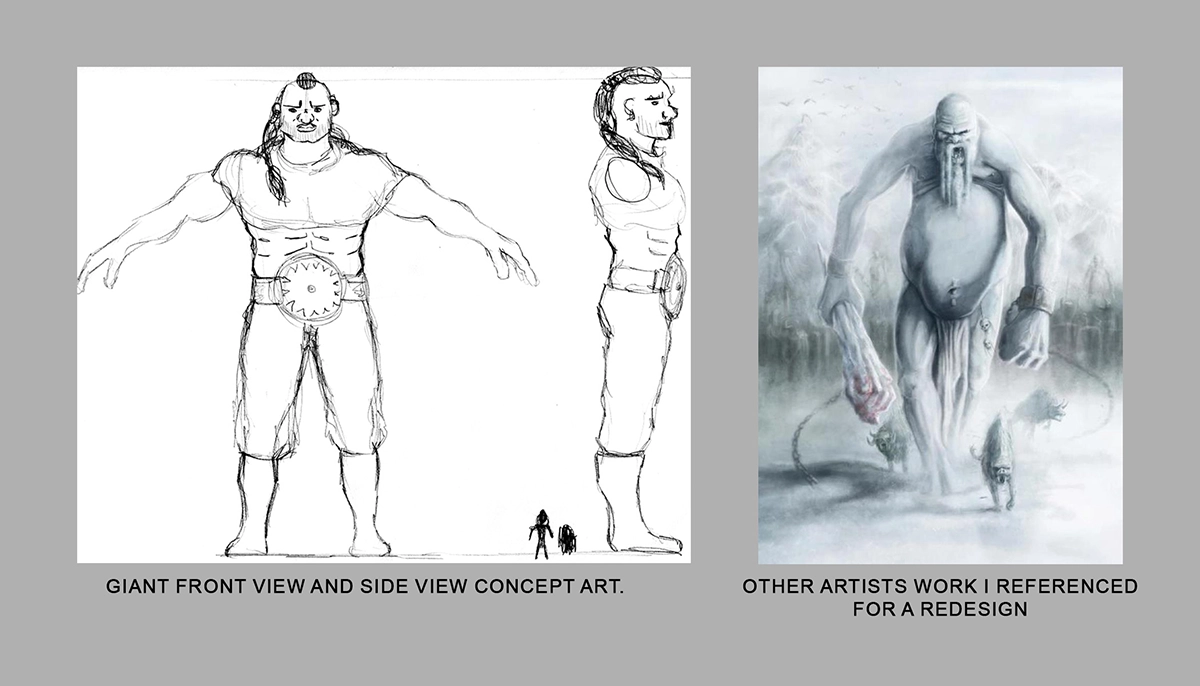 GIANT FRONT VIEW AND SIDE VIEW CONCEPT ART.
OTHER ARTISTS WORK I REFERENCED
FOR A REDESIGN